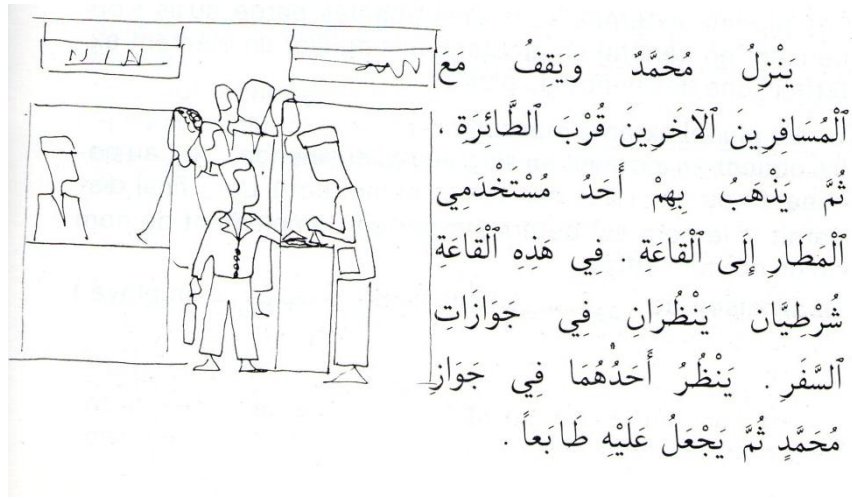 يَنْزِلُ مُحَمَّدٌ وَيَقفُ مَعَ
ٱلْمُسَافِرِينَ ٱلآخَرِينَ قُرْبَ ٱلطَّائِرَة ،
ثُمَّ يَذْهَب بِهِم أَحَدُ مُسْتَخْدَمِي
ٱلْمَطَارِ إِلَى ٱلْقَاعَةِ . فِي هَذِهِ ٱلْقَاعَةِ
شُرْطِيَّان يَنْظُرَانِ فِي جَوَازَاتِ
ٱلسَّفَرِ . يَنْظُرُ أَحَدُهُمَا فِي جَوَازِ
مُحَمَّدٍ ثُمَّ يَجْعَلُ عَلَيْهِ طَابَعاً .